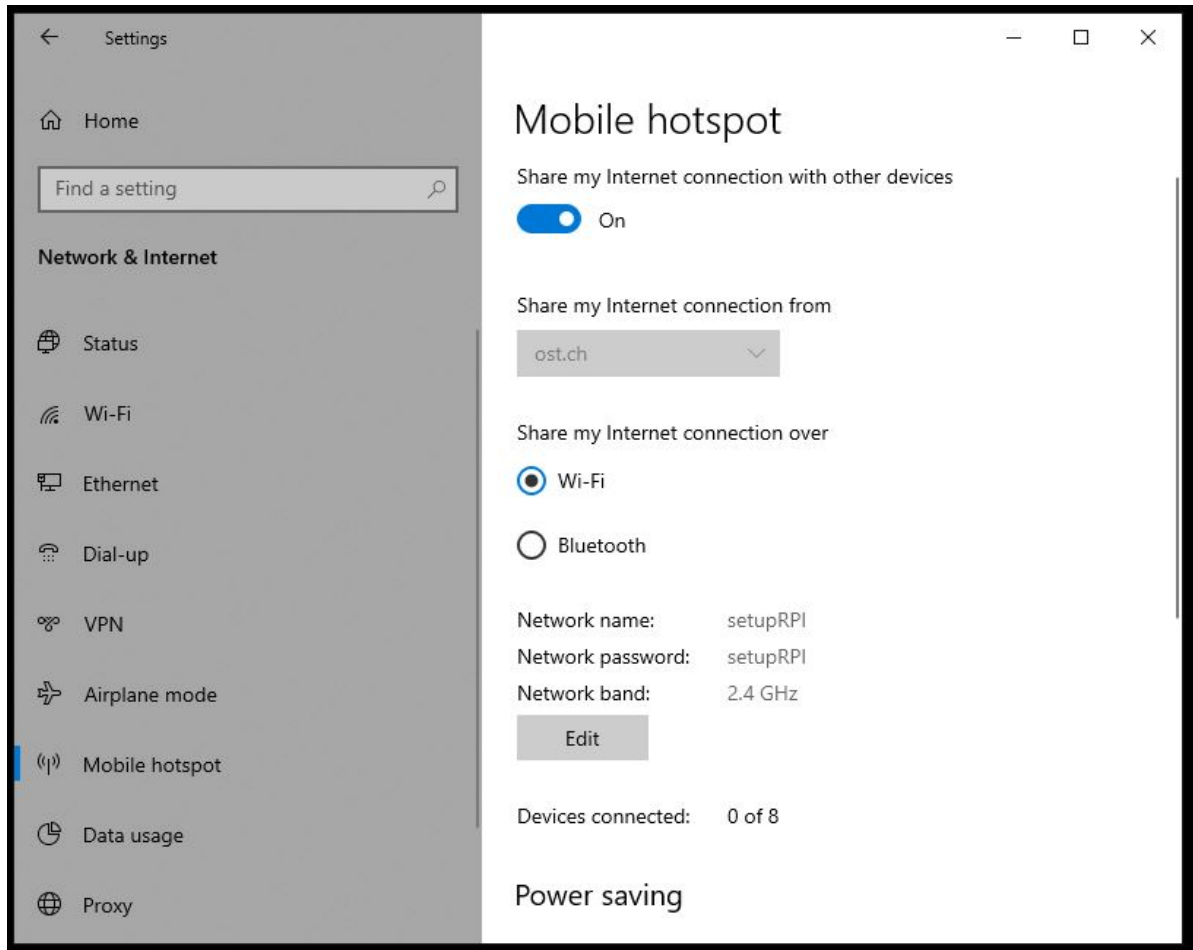 Settings
Home
Find a setting
Network & Internet
Status
Wi-Fi
Ethernet
Dial-up
VPN
Airplane mode
Mobile hotspot
Data usage
Proxy
Mobile hotspot
Share my Internet connection with other devices
On
Share my Internet connection from
ost.ch
Share my Internet connection over
Wi-Fi
Bluetooth
Network name: setupRPI
Network password: setupRPI
Network band: 2.4 GHz
Edit
Devices connected: 0 of 8
Power saving